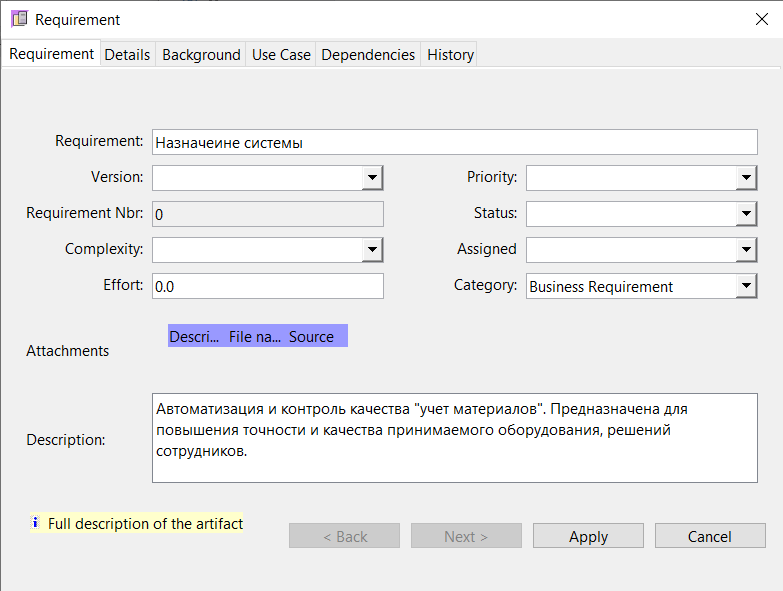 Requirement
Requirement Details Background Use Case Dependencies History
Requirement: Назначеине системы
Version: Priority:
Requirement Nbr: 0 Status:
Complexity: Assigned
Effort: 0.0 Category: Business Requirement
Descri... File na... Source
Attachments
Автоматизация и контроль качества "учет материалов". Предназначена для
повышения точности и качества принимаемого оборудования, решений
Description:
сотрудников.
Full description of the artifact
< Back Next > Apply Cancel